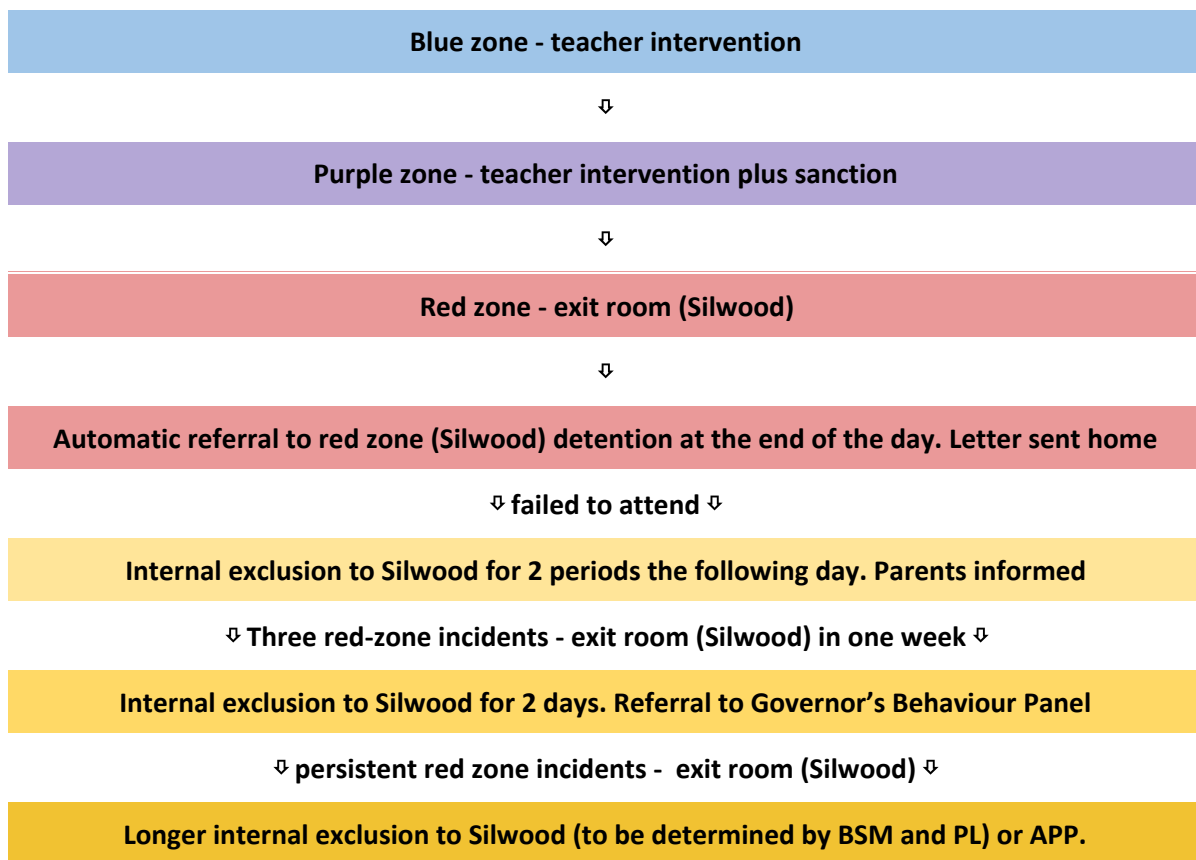 Blue zone - teacher intervention
⇩
Purple zone - teacher intervention plus sanction
⇩
Red zone - exit room (Silwood)
⇩
Automatic referral to red zone (Silwood) detention at the end of the day. Letter sent home
⇩ failed to attend ⇩
Internal exclusion to Silwood for 2 periods the following day. Parents informed
⇩ Three red-zone incidents - exit room (Silwood) in one week ⇩
Internal exclusion to Silwood for 2 days. Referral to Governor’s Behaviour Panel
⇩ persistent red zone incidents -  exit room (Silwood) ⇩
Longer internal exclusion to Silwood (to be determined by BSM and PL) or APP.